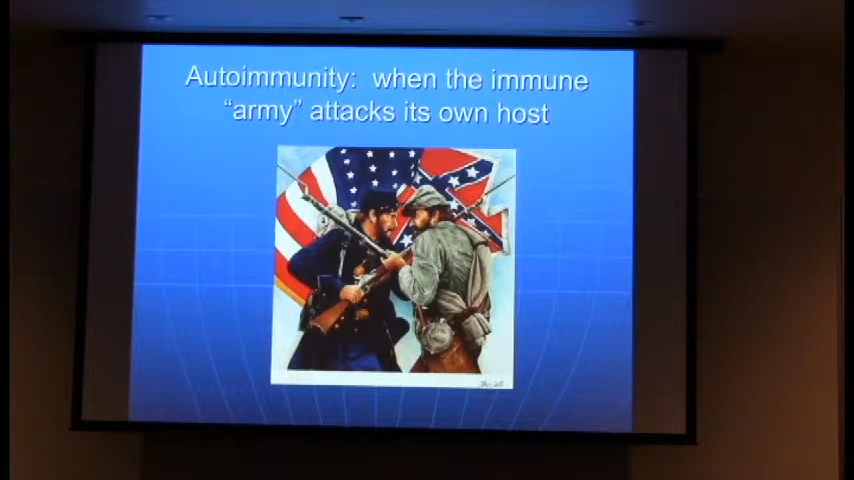 Autoimmunity: when the immune
“army” attacks its own host